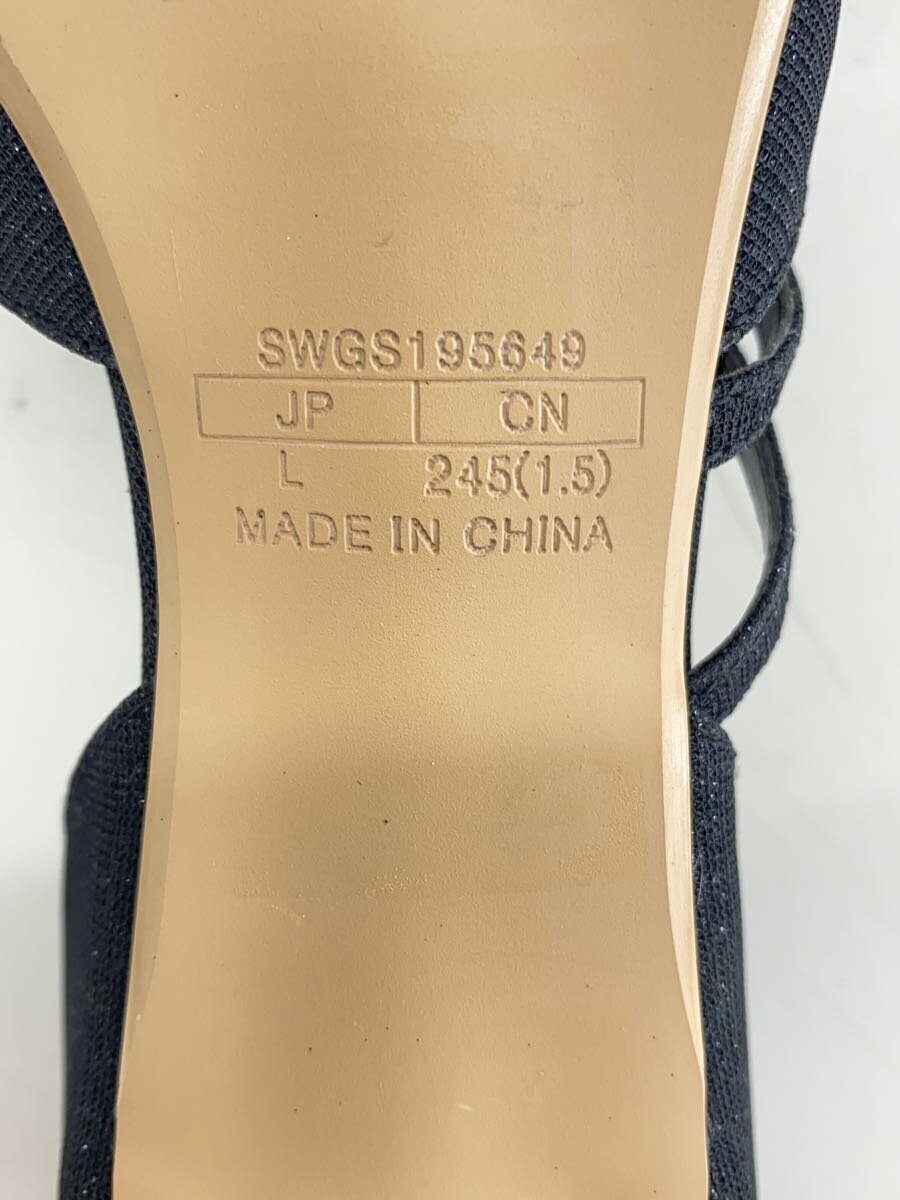 SWGS195649
JP CN
L 245(1.5)
MADE IN CHINA